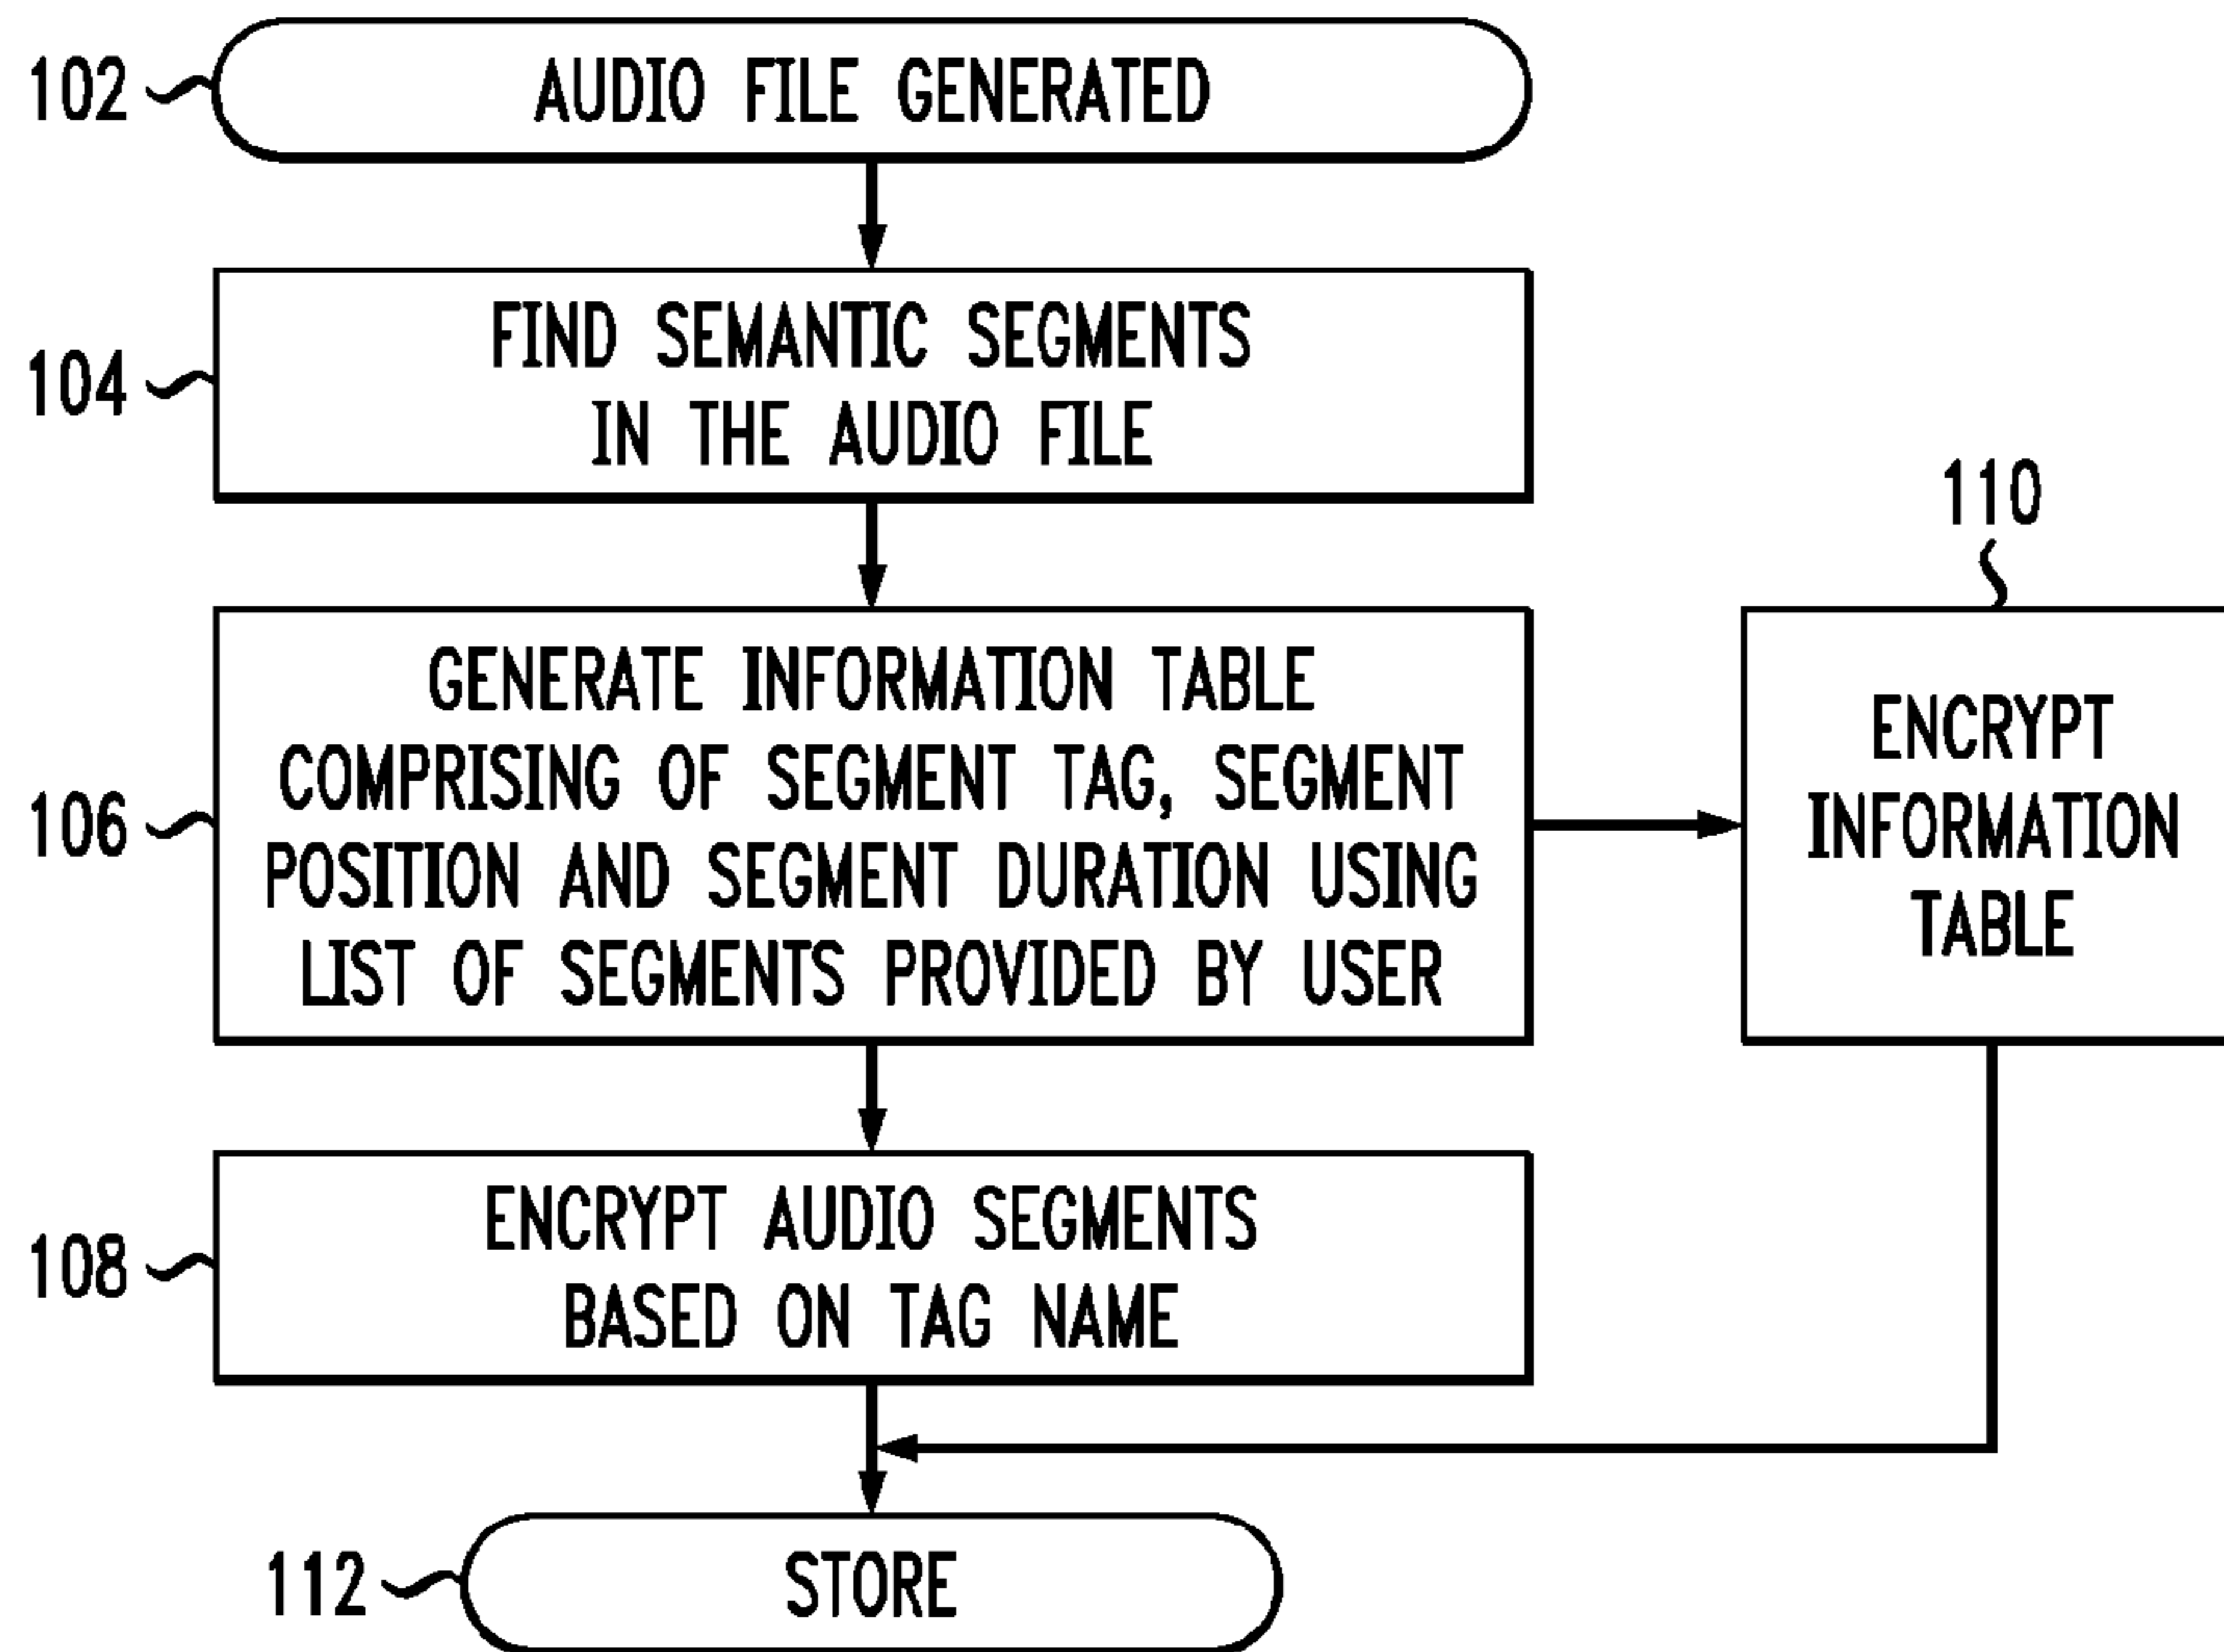 102
AUDIO FILE GENERATED
104
FIND SEMANTIC SEGMENTS
IN THE AUDIO FILE
106
GENERATE INFORMATION TABLE
COMPRISING OF SEGMENT TAG, SEGMENT
POSITION AND SEGMENT DURATION USING
LIST OF SEGMENTS PROVIDED BY USER
110
ENCRYPT
INFORMATION
TABLE
108
ENCRYPT AUDIO SEGMENTS
BASED ON TAG NAME
112
STORE